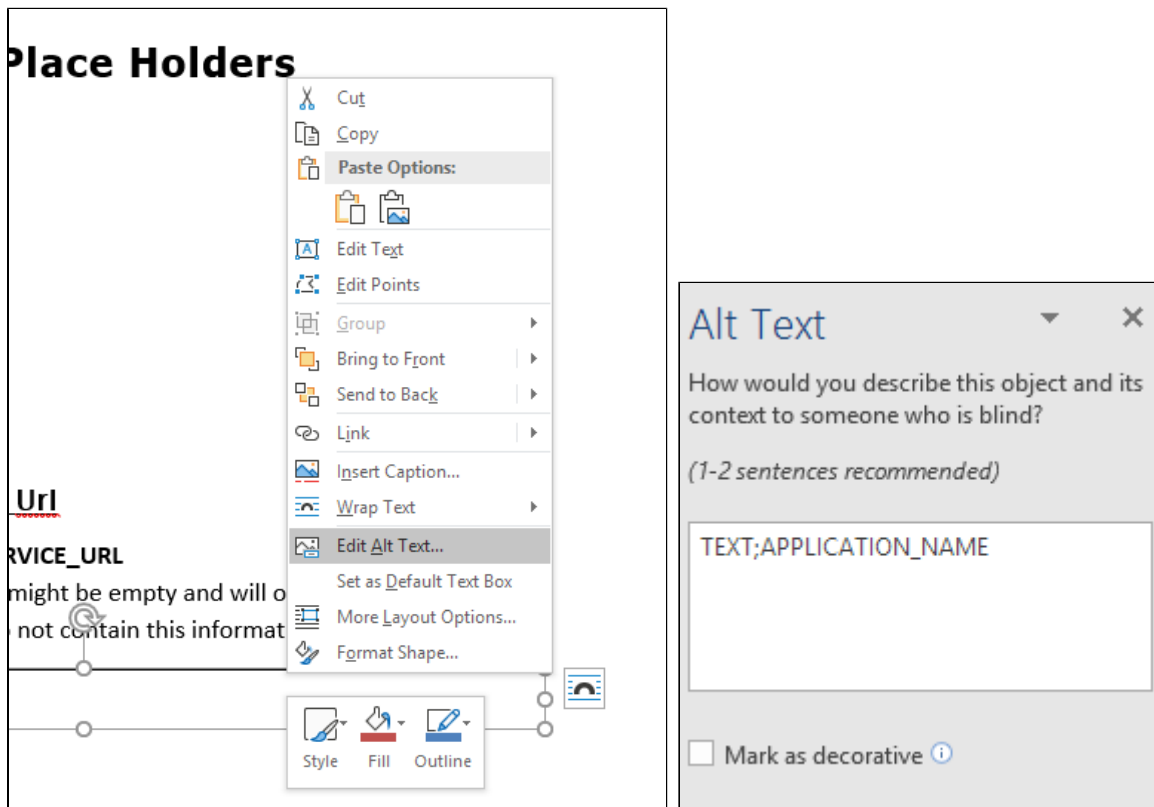 Place Holders
Cut
Copy
Paste Options:
Edit Text
Edit Points
Group
Bring to Front
Send to Back
Link
Insert Caption...
Wrap Text
Edit Alt Text...
Set as Default Text Box
More Layout Options...
Format Shape...
Url
RVICE_URL
might be empty and will o
not contain this informat
Style Fill Outline
Alt Text
How would you describe this object and its
context to someone who is blind?
(1-2 sentences recommended)
TEXT;APPLICATION_NAME
Mark as decorative